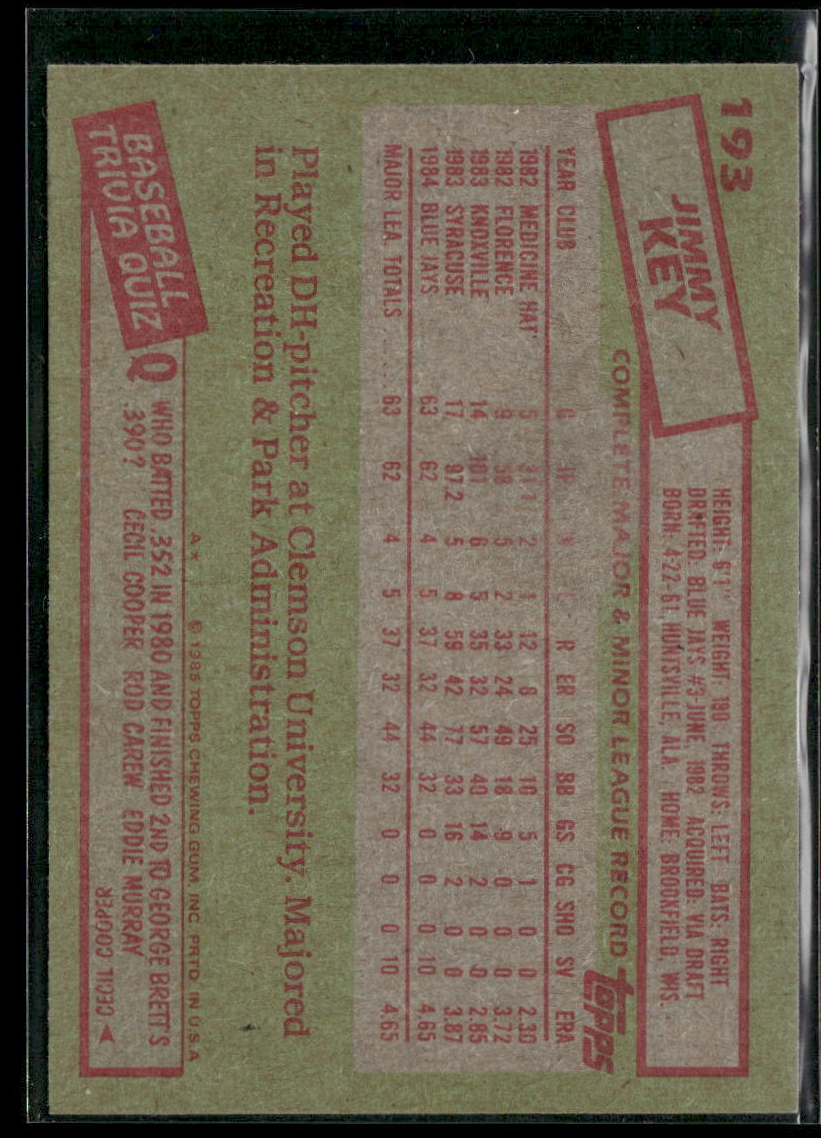 193
JIMMY
KEY
HEIGHT: 6'1" WEIGHT: 180 THROWS: LEFT BATS: RIGHT
DRAFTED: BLUE JAYS #3-JUNE, 1982 ACQUIRED: VIA DRAFT
BORN: 4-22-61, HUNTSVILLE, ALA. HOME: BROOKFIELD, WIS.
COMPLETE MAJOR & MINOR LEAGUE RECORD
topps
YEAR CLUB G IP W L R ER SO BB GS CG SHO SV ERA
1982 MEDICINE HAT 5 31.1 2 1 12 8 25 10 5 1 0 0 2.30
1982 FLORENCE 9 58 5 2 33 24 49 18 9 0 0 0 3.72
1983 KNOXVILLE 14 101 6 5 35 32 57 40 14 2 0 0 2.85
1983 SYRACUSE 17 97.2 5 8 59 42 77 33 16 2 0 0 3.87
1984 BLUE JAYS 63 62 4 5 37 32 44 32 0 0 0 10 4.65
MAJOR LEA. TOTALS ...... 63 62 4 5 37 32 44 32 0 0 0 10 4.65
Played DH-pitcher at Clemson University. Majored
in Recreation & Park Administration.
A* © 1985 TOPPS CHEWING GUM, INC. PRTD. IN U.S.A.
BASEBALL
TRIVIA QUIZ
Q WHO BATTED .352 IN 1980 AND FINISHED 2ND TO GEORGE BRETT'S
.390? CECIL COOPER ROD CAREW EDDIE MURRAY
CECIL COOPER